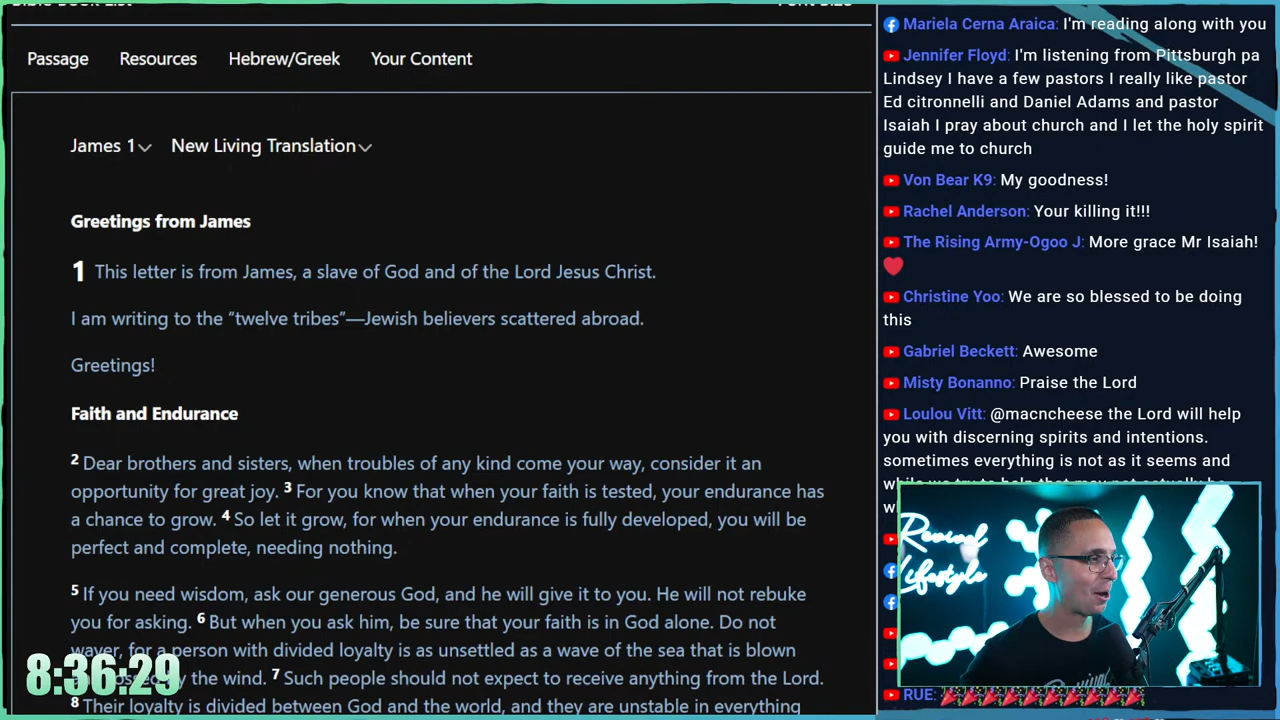 Passage Resources Hebrew/Greek Your Content
James 1 New Living Translation
Greetings from James
1 This letter is from James, a slave of God and of the Lord Jesus Christ.
I am writing to the “twelve tribes”—Jewish believers scattered abroad.
Greetings!
Faith and Endurance
2 Dear brothers and sisters, when troubles of any kind come your way, consider it an
opportunity for great joy. 3 For you know that when your faith is tested, your endurance has
a chance to grow. 4 So let it grow, for when your endurance is fully developed, you will be
perfect and complete, needing nothing.
5 If you need wisdom, ask our generous God, and he will give it to you. He will not rebuke
you for asking. 6 But when you ask him, be sure that your faith is in God alone. Do not
waver, for a person with divided loyalty is as unsettled as a wave of the sea that is blown
by the wind. 7 Such people should not expect to receive anything from the Lord.
8 Their loyalty is divided between God and the world, and they are unstable in everything
8:36:29
Mariela Cerna Araica: I'm reading along with you
Jennifer Floyd: I'm listening from Pittsburgh pa
Lindsey I have a few pastors I really like pastor
Ed citronnelli and Daniel Adams and pastor
Isaiah I pray about church and I let the holy spirit
guide me to church
Von Bear K9: My goodness!
Rachel Anderson: Your killing it!!!
The Rising Army-Ogoo J: More grace Mr Isaiah!
❤️
Christine Yoo: We are so blessed to be doing
this
Gabriel Beckett: Awesome
Misty Bonanno: Praise the Lord
Loulou Vitt: @macncheese the Lord will help
you with discerning spirits and intentions.
sometimes everything is not as it seems and
Revival
Lifestyle
RUE: 🎉🎉🎉🎉🎉🎉🎉🎉🎉